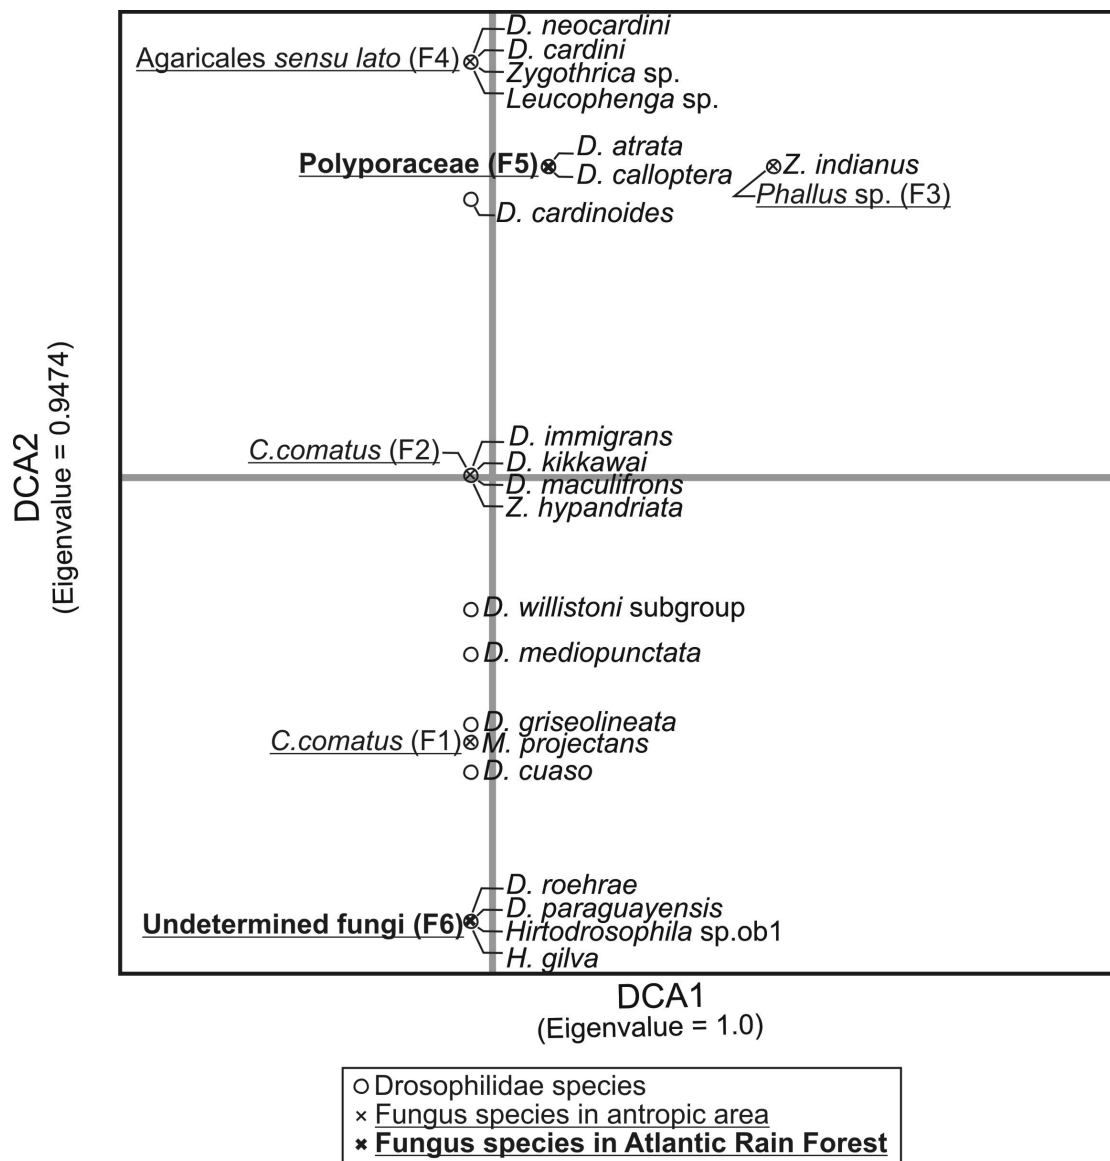 D. neocardini
Agaricales sensu lato (F4)
D. cardini
Zygothrica sp.
Leucophenga sp.
Polyporaceae (F5)
D. atrata
D. calloptera
Z. indianus
Phallus sp. (F3)
D. cardinoides
C.comatus (F2)
D. immigrans
D. kikkawai
D. maculifrons
Z. hypandriata
D. willistoni subgroup
D. mediopunctata
D. griseolineata
C.comatus (F1)
M. projectans
D. cuaso
Undetermined fungi (F6)
D. roehrae
D. paraguayensis
Hirtodrosophila sp.ob1
H. gilva
DCA2
(Eigenvalue = 0.9474)
DCA1
(Eigenvalue = 1.0)
Drosophilidae species
Fungus species in antropic area
Fungus species in Atlantic Rain Forest